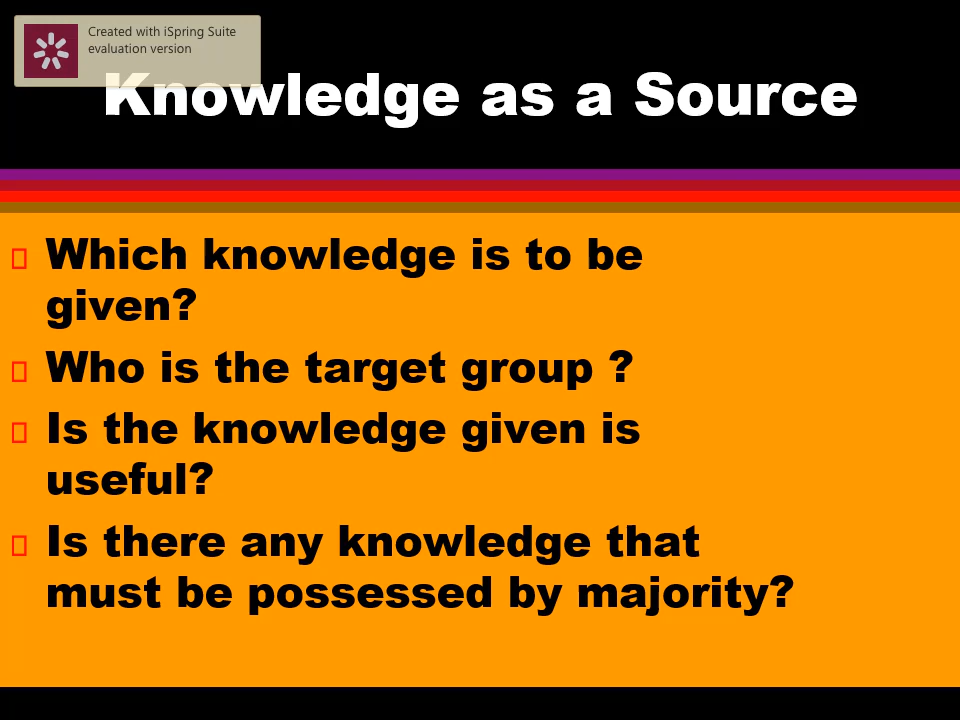 Created with iSpring Suite
evaluation version
Knowledge as a Source
Which knowledge is to be
given?
Who is the target group ?
Is the knowledge given is
useful?
Is there any knowledge that
must be possessed by majority?